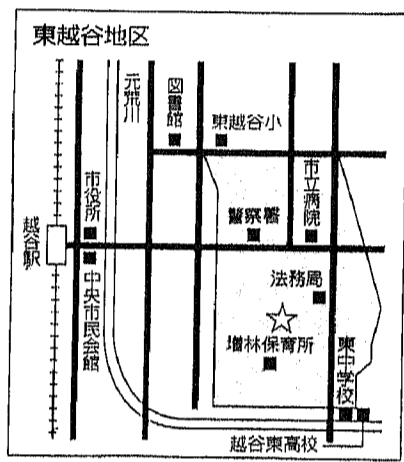 東越谷地区
元荒川
図書館
東越谷小
市立病院
市役所
警察署
越谷駅
中央市民会館
法務局
増林保育所
東中学校
越谷東高校